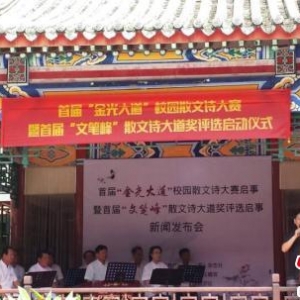 首届“金光大道”校园散文诗大赛
暨首届“文笔峰”散文诗大道奖评选启动仪式
首届“金光大道”校园散文诗大赛启事
暨首届“文笔峰”散文诗大道奖评选启事
新闻发布会